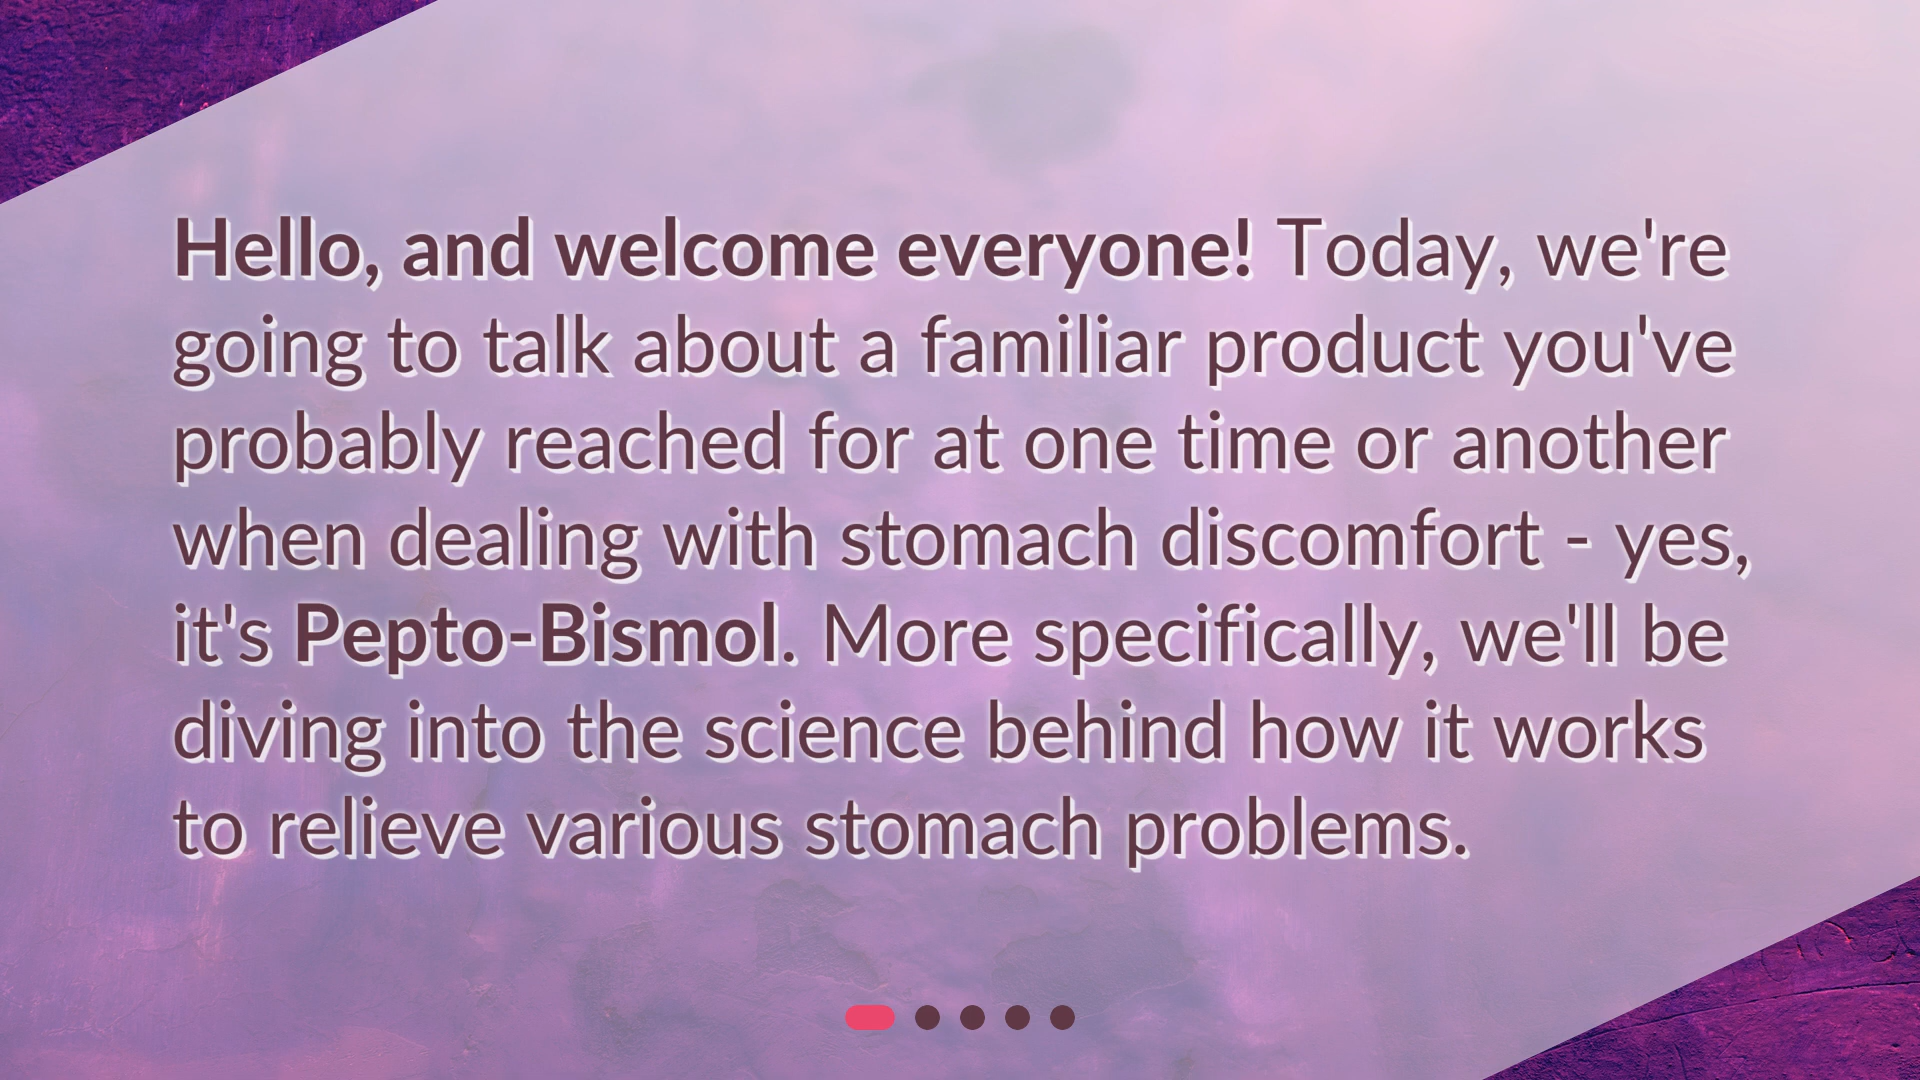 Hello, and welcome everyone! Today, we're
going to talk about a familiar product you've
probably reached for at one time or another
when dealing with stomach discomfort - yes,
it's Pepto-Bismol. More specifically, we'll be
diving into the science behind how it works
to relieve various stomach problems.